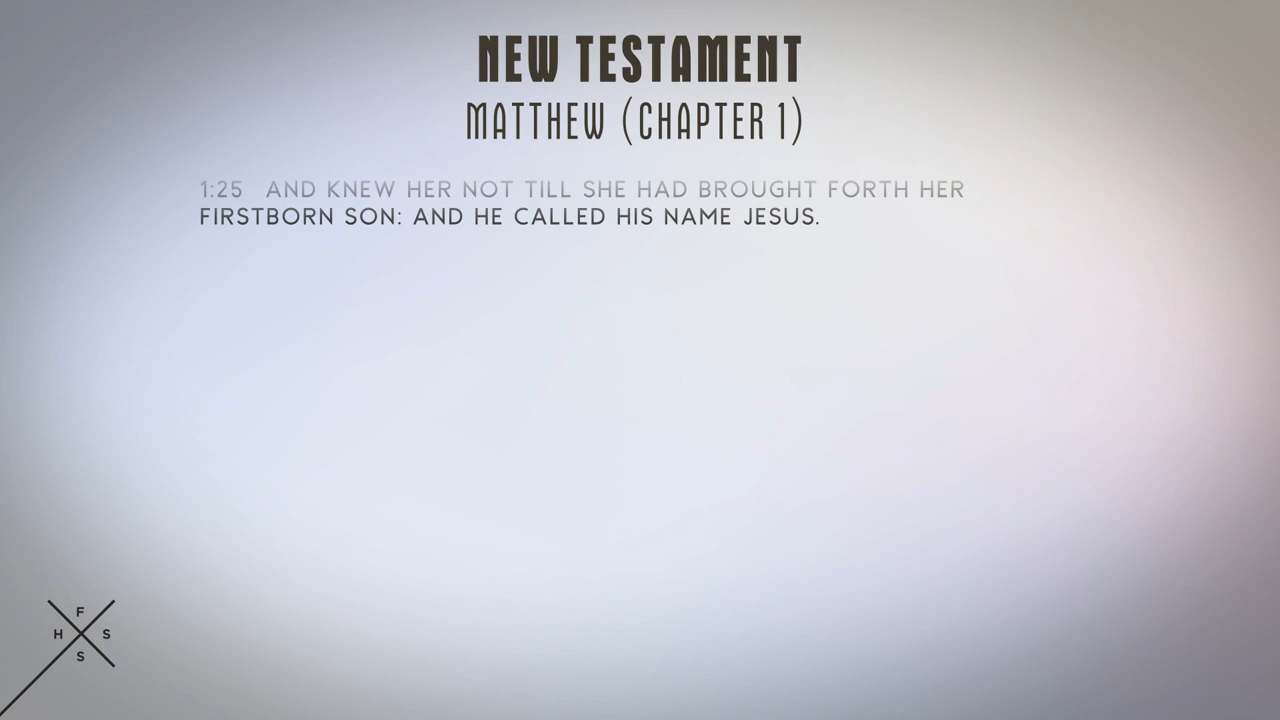 NEW TESTAMENT
MATTHEW (CHAPTER 1)
1:25 AND KNEW HER NOT TILL SHE HAD BROUGHT FORTH HER
FIRSTBORN SON: AND HE CALLED HIS NAME JESUS.
F
H S
S